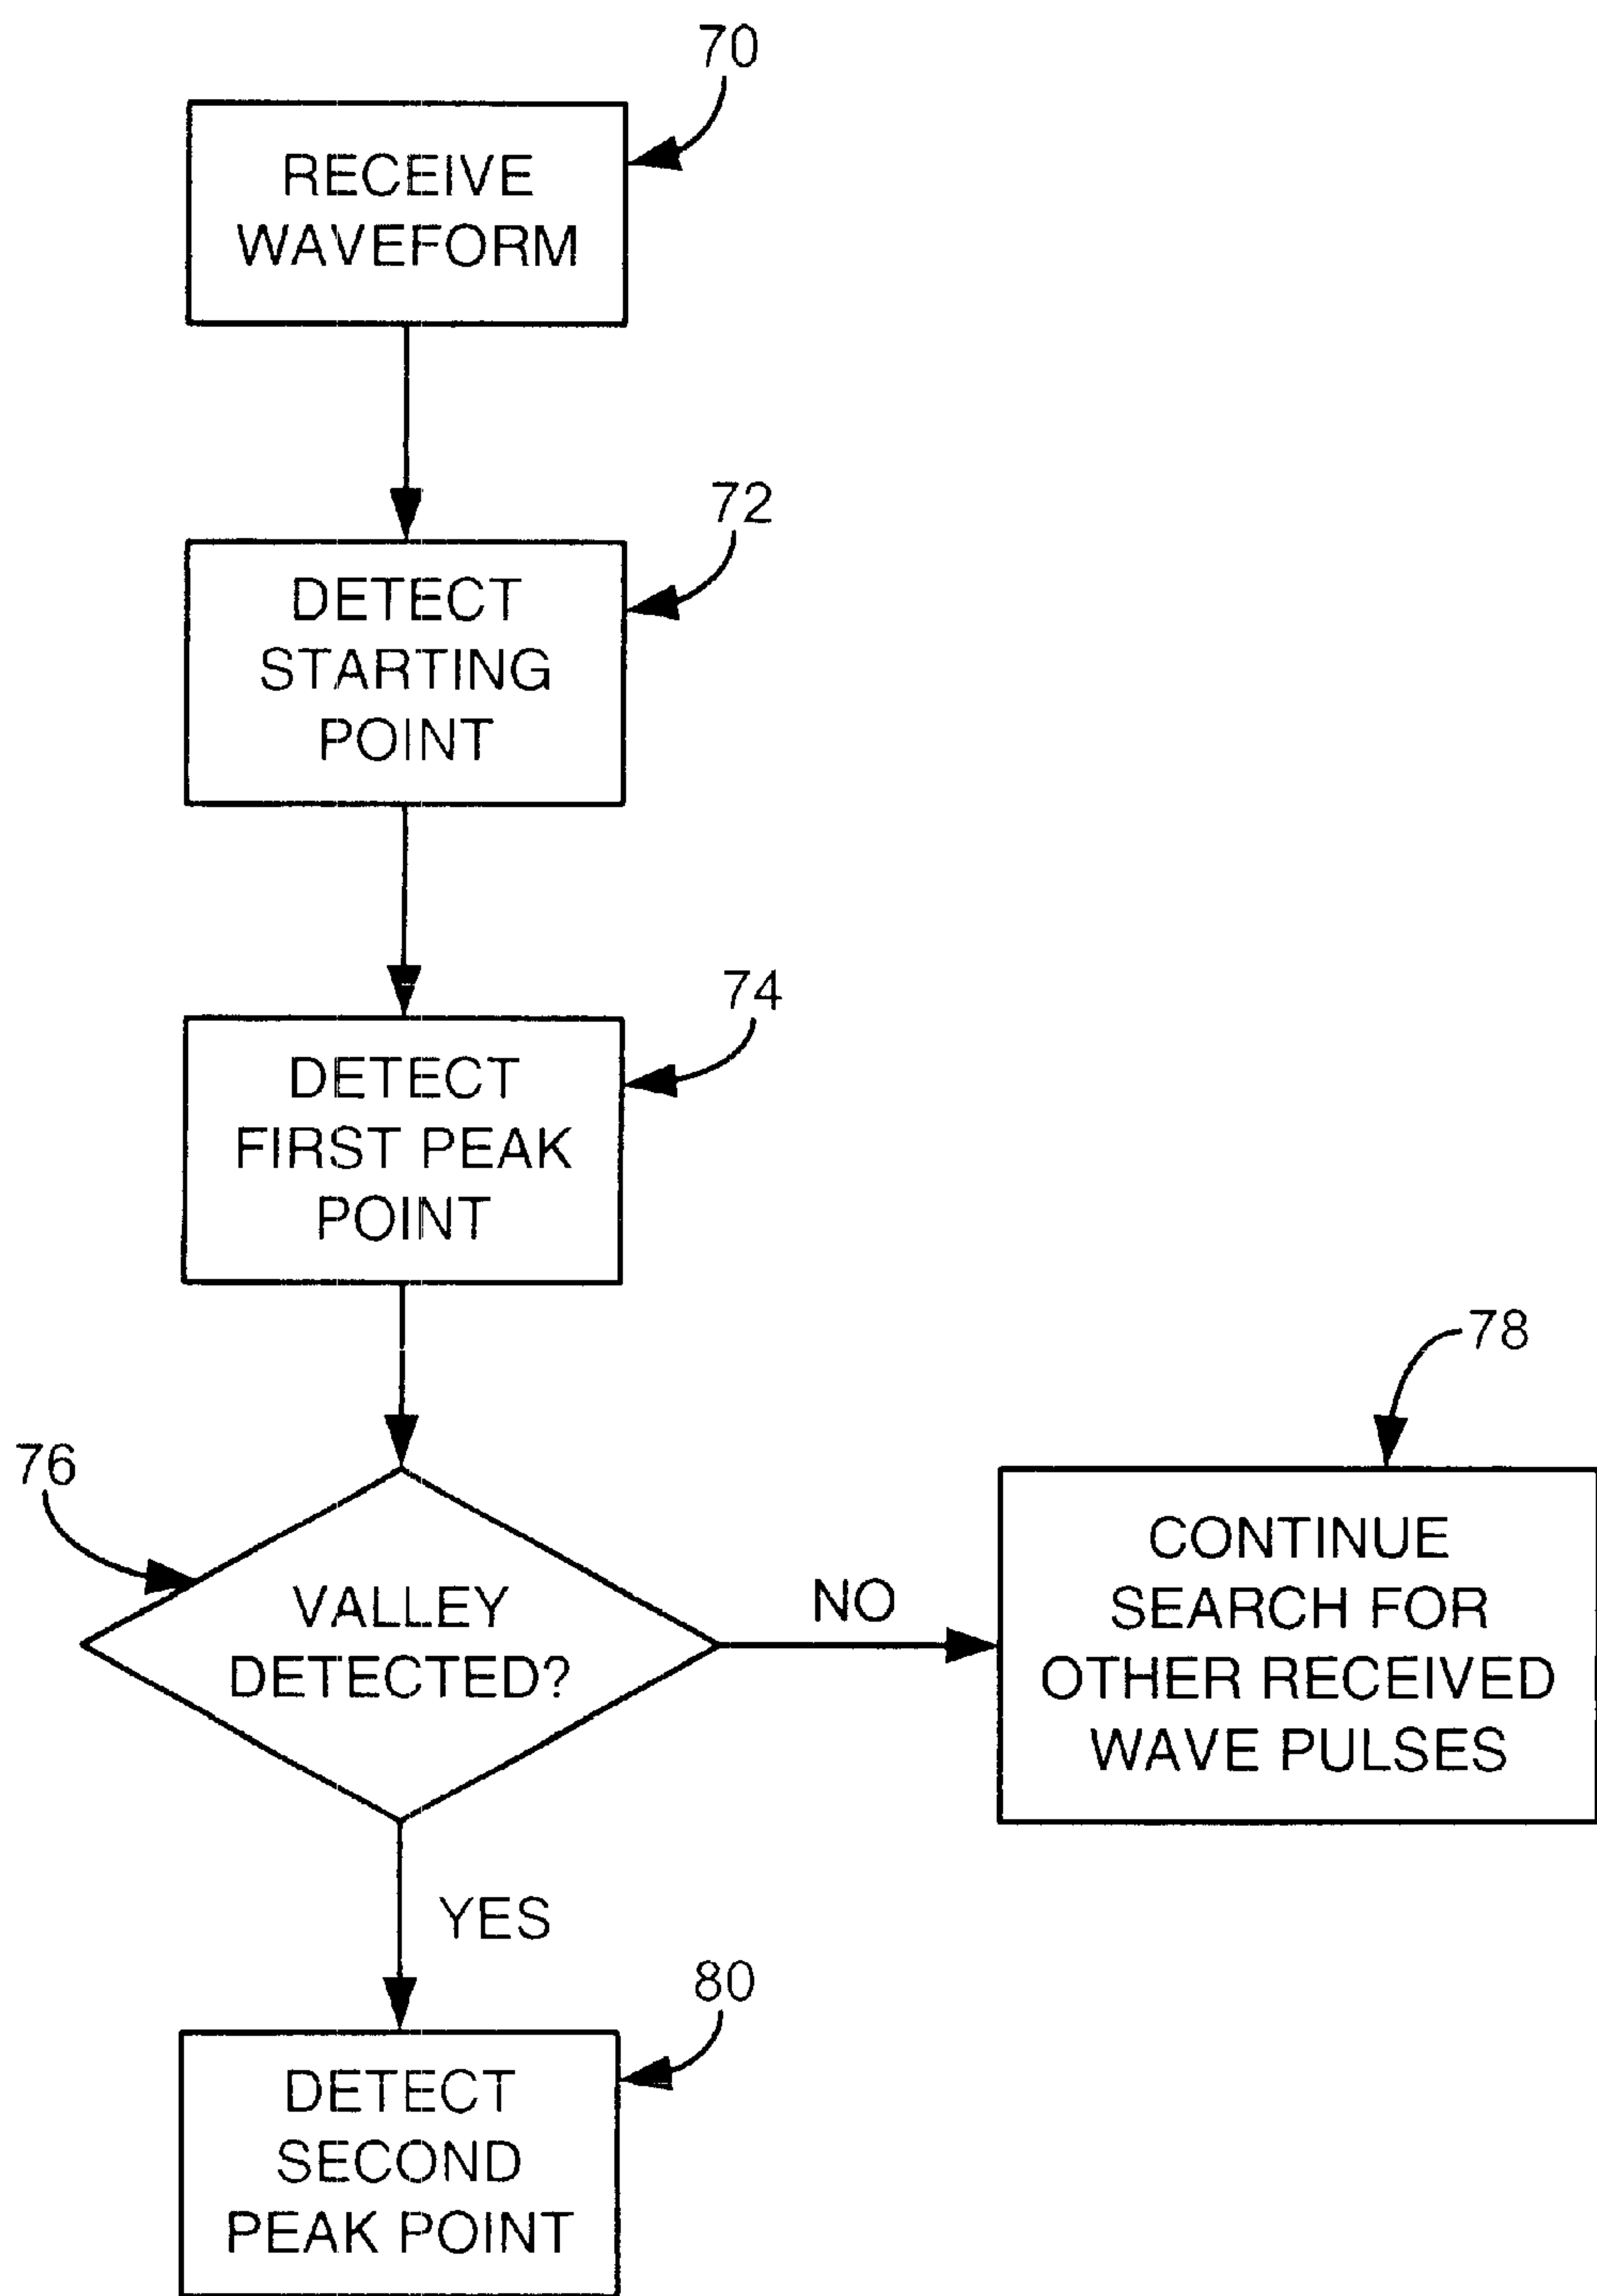 70
RECEIVE
WAVEFORM
72
DETECT
STARTING
POINT
74
DETECT
FIRST PEAK
POINT
76
VALLEY
DETECTED?
NO
78
CONTINUE
SEARCH FOR
OTHER RECEIVED
WAVE PULSES
YES
80
DETECT
SECOND
PEAK POINT